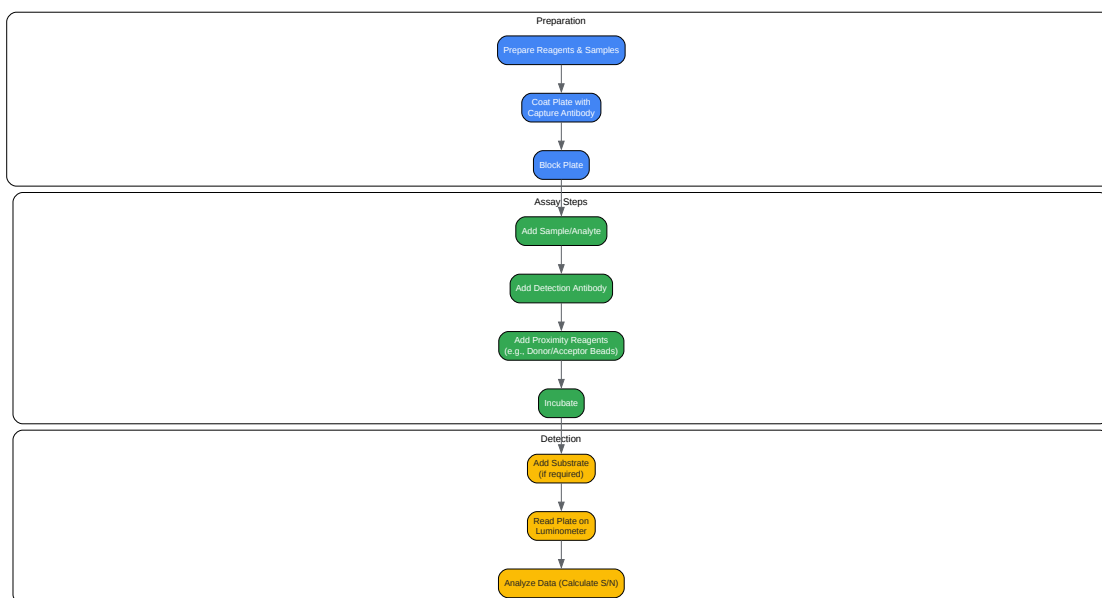 Preparation
Prepare Reagents & Samples
Coat Plate with
Capture Antibody
Block Plate
Assay Steps
Add Sample/Analyte
Add Detection Antibody
Add Proximity Reagents
(e.g., Donor/Acceptor Beads)
Incubate
Detection
Add Substrate
(if required)
Read Plate on
Luminometer
Analyze Data (Calculate S/N)